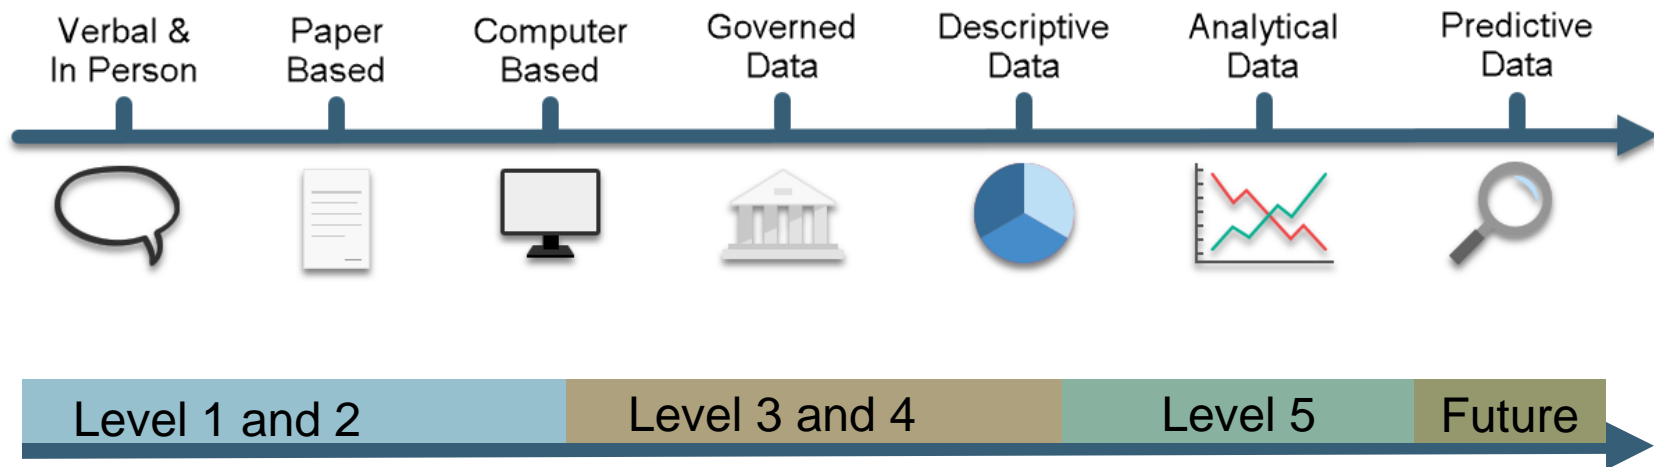 Verbal &
In Person
Paper
Based
Computer
Based
Governed
Data
Descriptive
Data
Analytical
Data
Predictive
Data
Level 1 and 2
Level 3 and 4
Level 5
Future